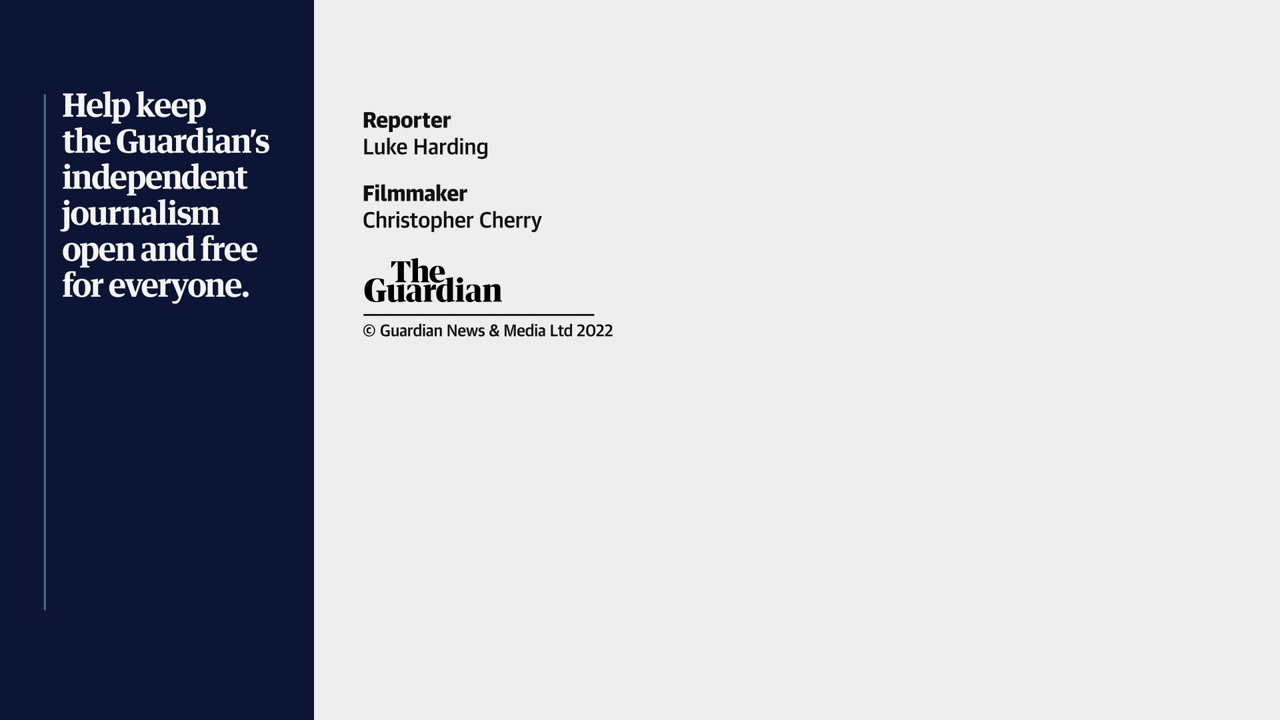 Help keep
the Guardian's
independent
journalism
open and free
for everyone.
Reporter
Luke Harding
Filmmaker
Christopher Cherry
The
Guardian
© Guardian News & Media Ltd 2022